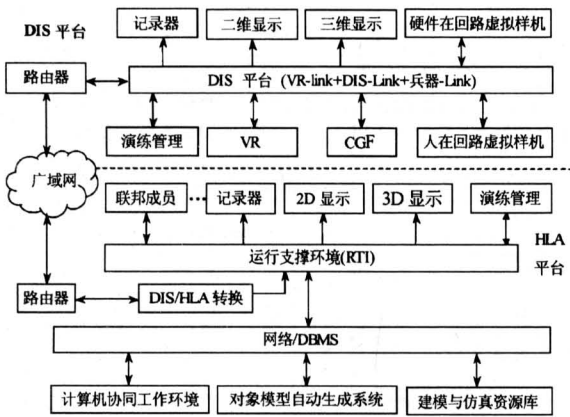 DIS 平台
记录器
二维显示
三维显示
硬件在回路虚拟样机
路由器
DIS 平台 (VR-link+DIS-Link+兵器-Link)
演练管理
VR
CGF
人在回路虚拟样机
广域网
联邦成员
…
记录器
2D 显示
3D 显示
演练管理
HLA
平台
运行支撑环境(RTI)
路由器
DIS/HLA 转换
网络/DBMS
计算机协同工作环境
对象模型自动生成系统
建模与仿真资源库